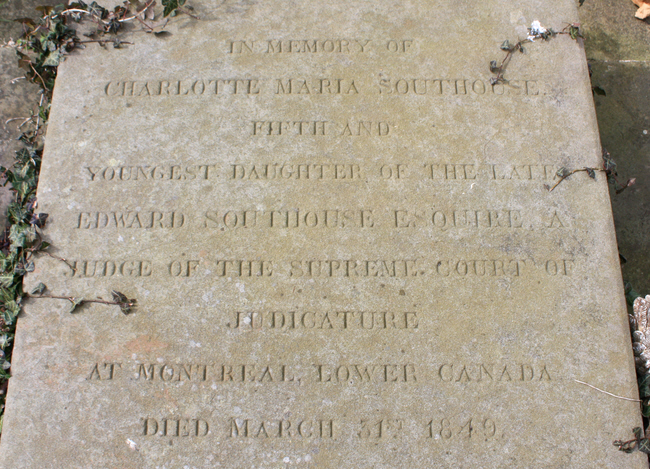 IN MEMORY OF
CHARLOTTE MARIA SOUTHOUSE.
FIFTH AND
YOUNGEST DAUGHTER OF THE LATE
EDWARD SOUTHOUSE ESQUIRE, A
JUDGE OF THE SUPREME COURT OF
JUDICATURE
AT MONTREAL, LOWER CANADA
DIED MARCH 31ST 1849.